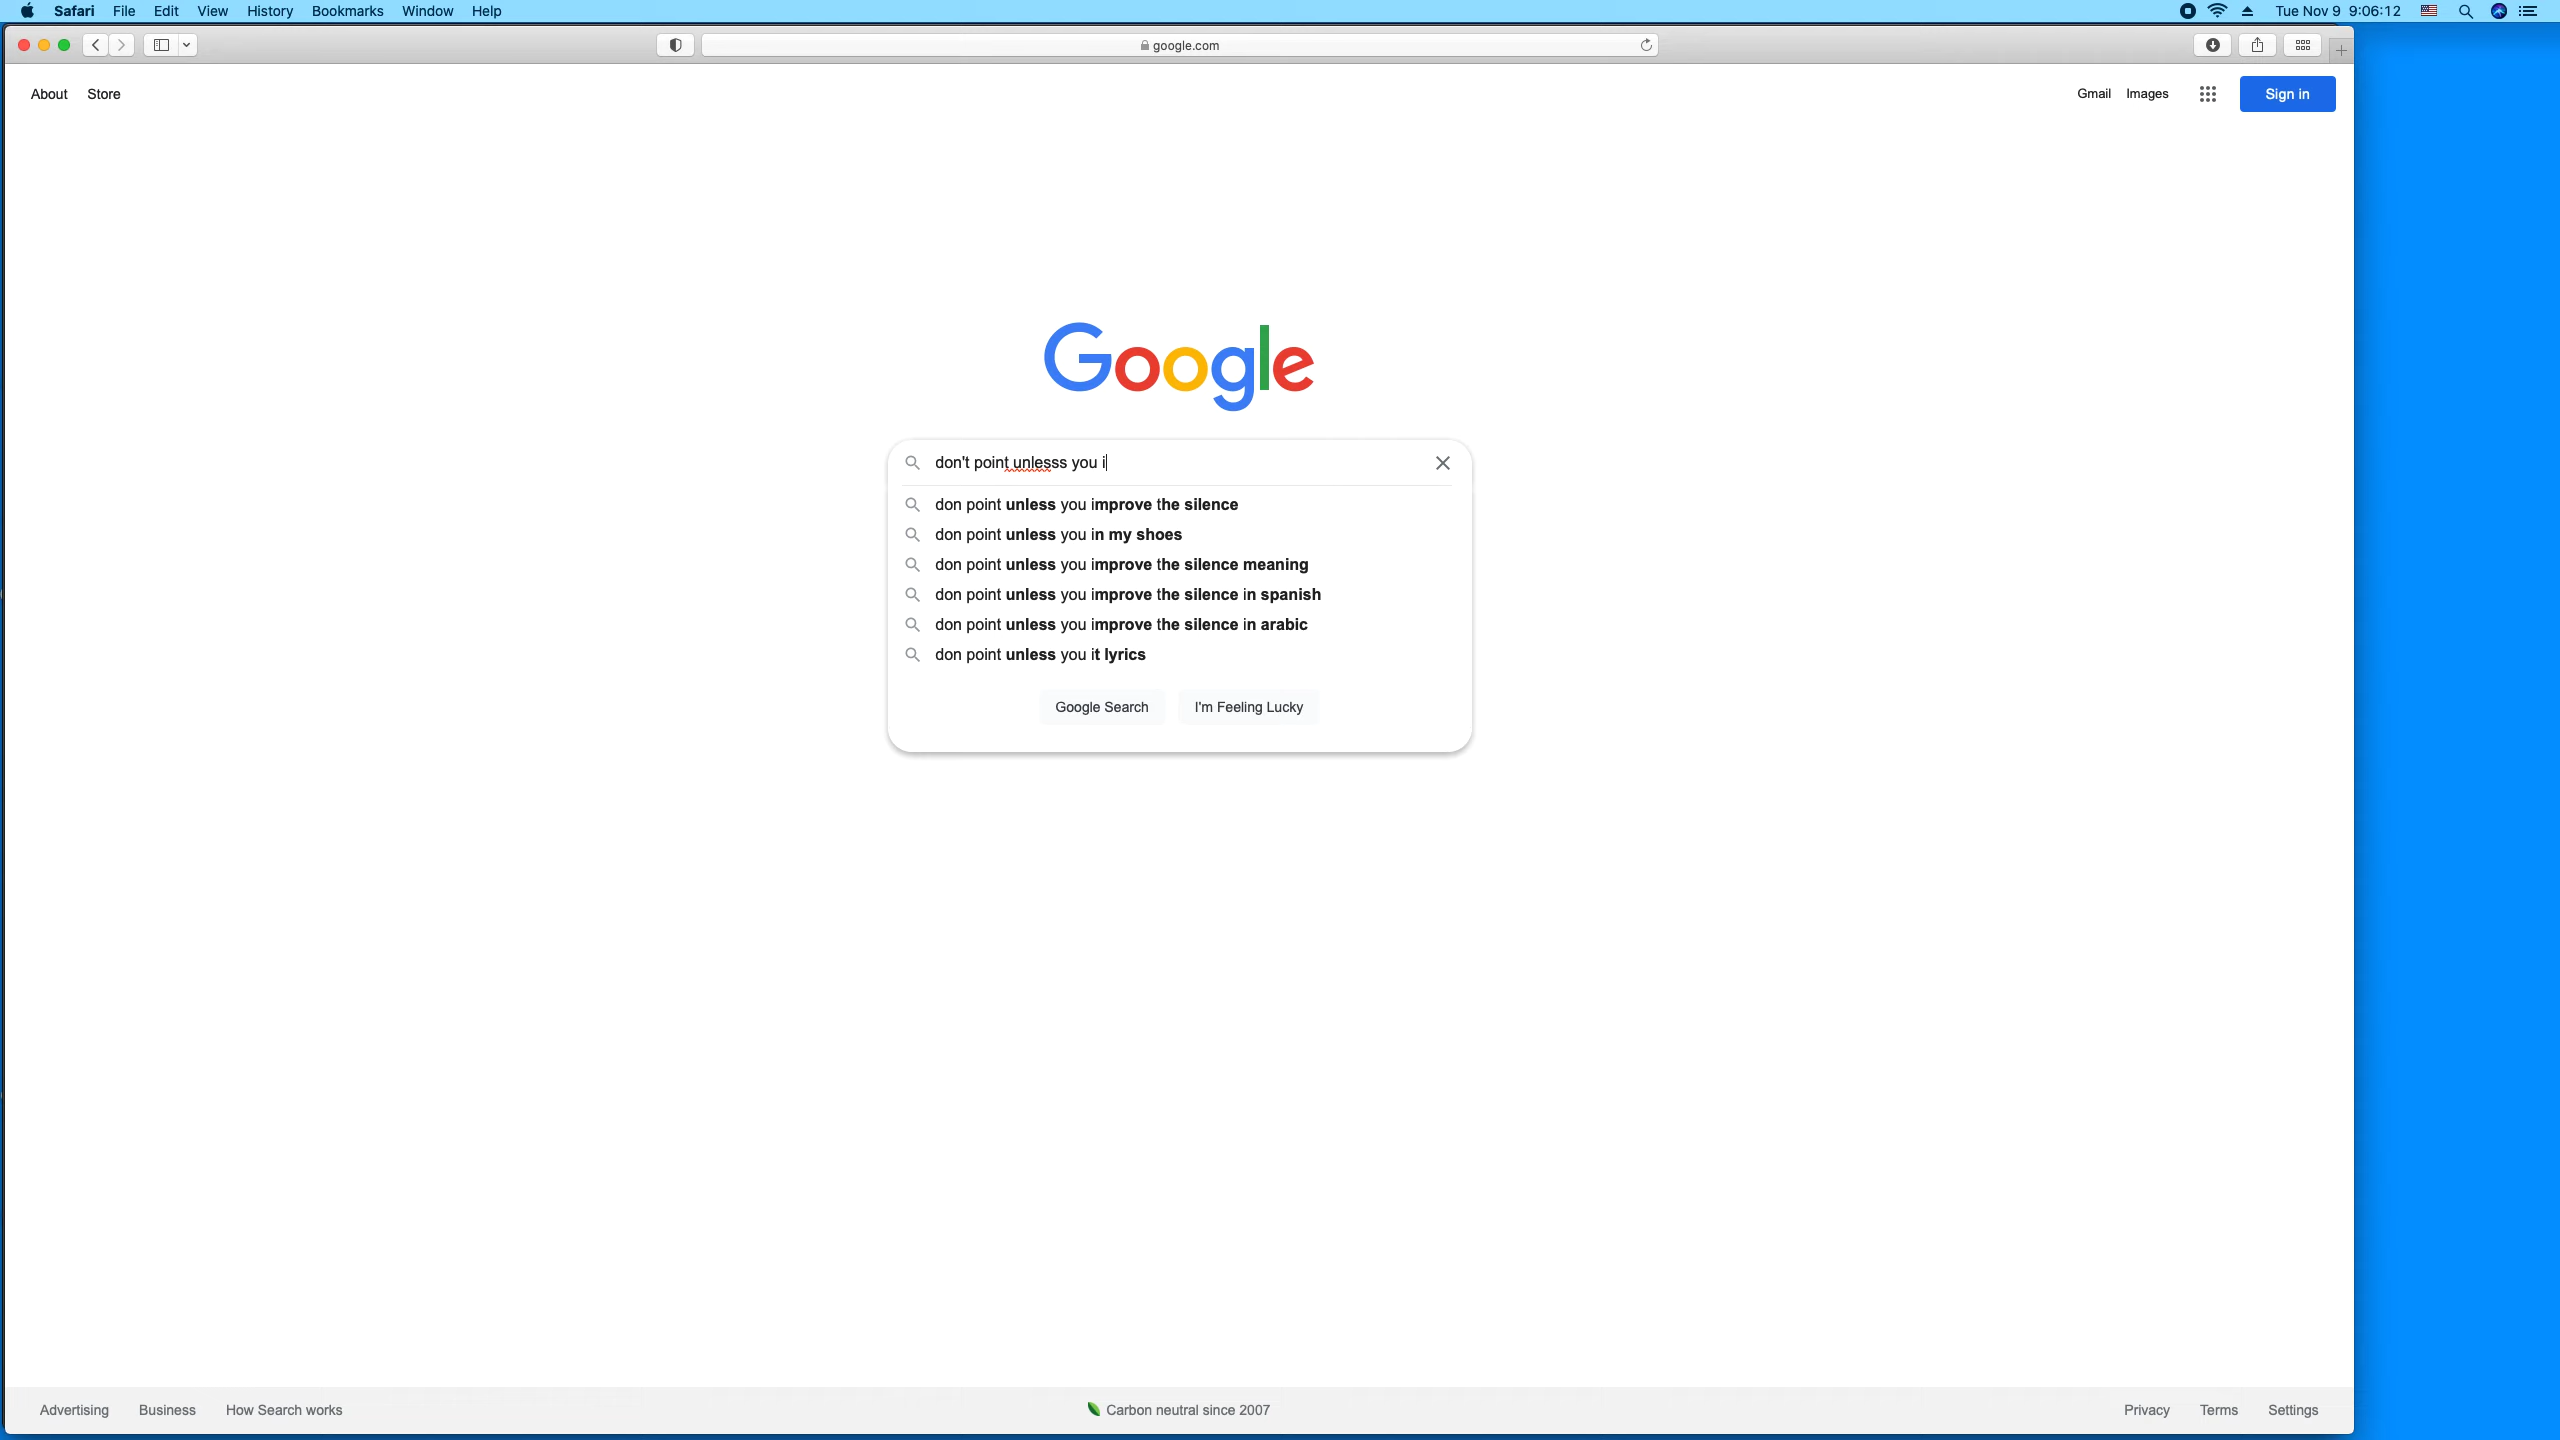 Safari File Edit View History Bookmarks Window Help Tue Nov 9 9:06:12
google.com
About Store Gmail Images Sign in
Google
don't point unlesss you i
don point unless you improve the silence
don point unless you in my shoes
don point unless you improve the silence meaning
don point unless you improve the silence in spanish
don point unless you improve the silence in arabic
don point unless you it lyrics
Google Search I'm Feeling Lucky
Advertising Business How Search works Carbon neutral since 2007 Privacy Terms Settings